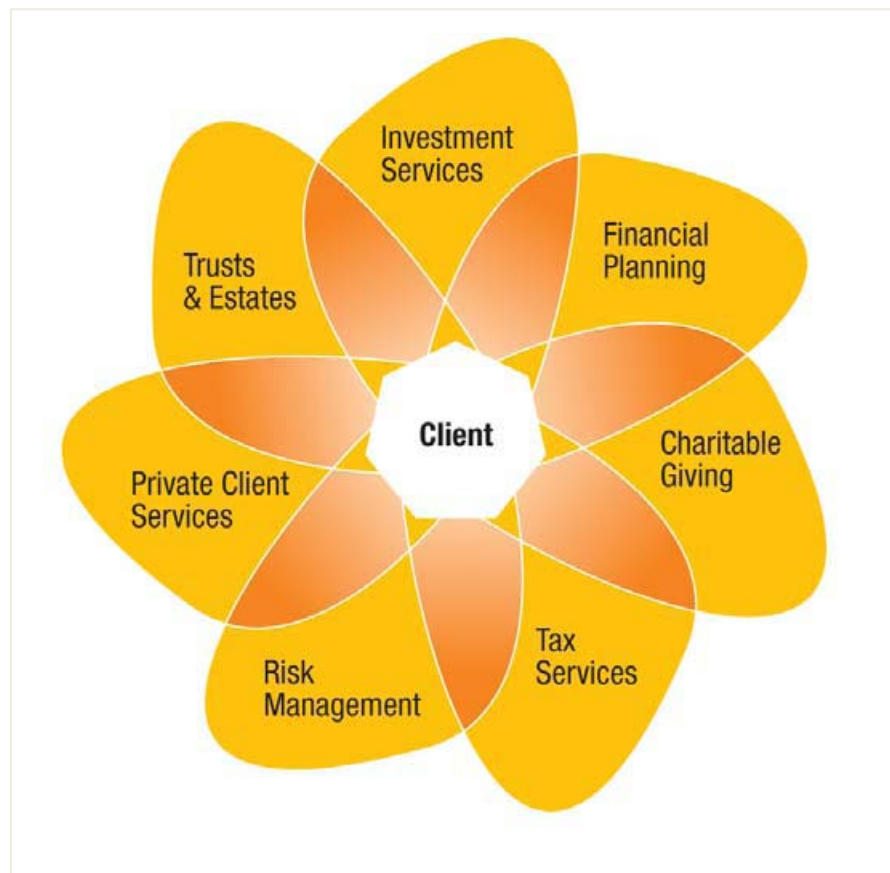 Investment
Services
Financial
Planning
Trusts
& Estates
Client
Charitable
Giving
Private Client
Services
Tax
Services
Risk
Management